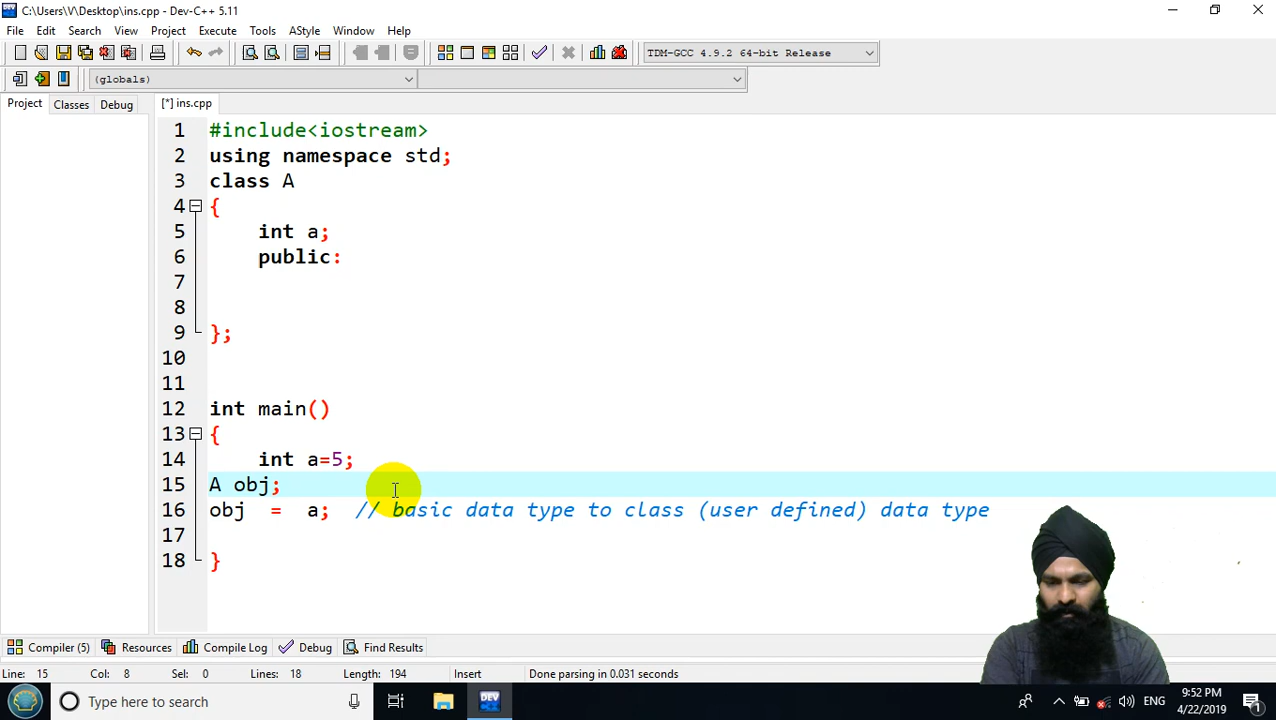 C:\Users\V\Desktop\ins.cpp - Dev-C++ 5.11
File Edit Search View Project Execute Tools AStyle Window Help
TDM-GCC 4.9.2 64-bit Release
(globals)
Project Classes Debug [*] ins.cpp
1 #include<iostream>
2 using namespace std;
3 class A
4 {
5 int a;
6 public:
7
8
9 };
10
11
12 int main()
13 {
14 int a=5;
15 A obj;
16 obj = a; // basic data type to class (user defined) data type
17
18 }
Compiler (5) Resources Compile Log Debug Find Results
Line: 15 Col: 8 Sel: 0 Lines: 18 Length: 194 Insert Done parsing in 0.031 seconds
Type here to search ENG 9:52 PM
4/22/2019 1